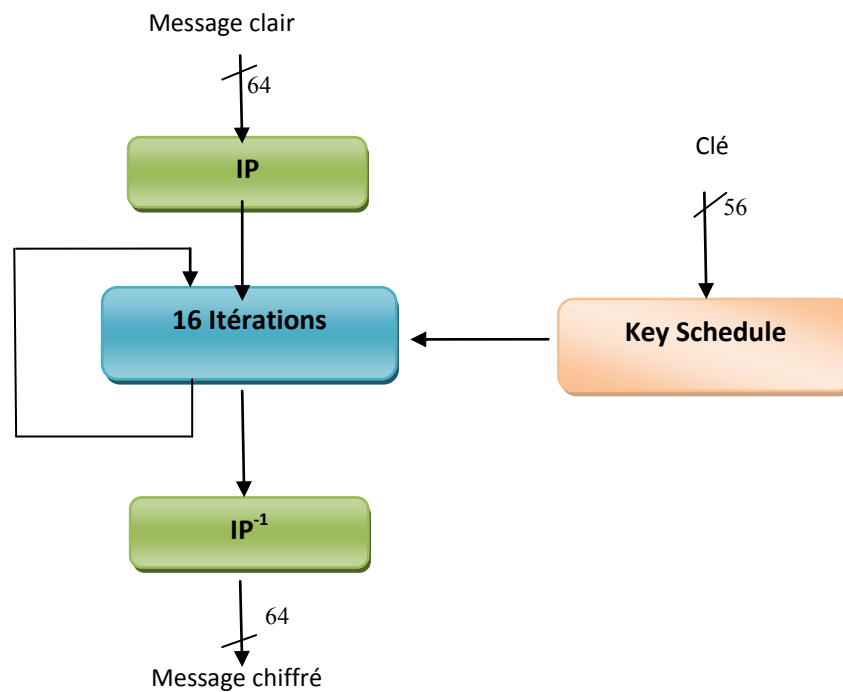 Message clair
64
IP
Clé
56
16 Itérations
Key Schedule
IP⁻¹
64
Message chiffré